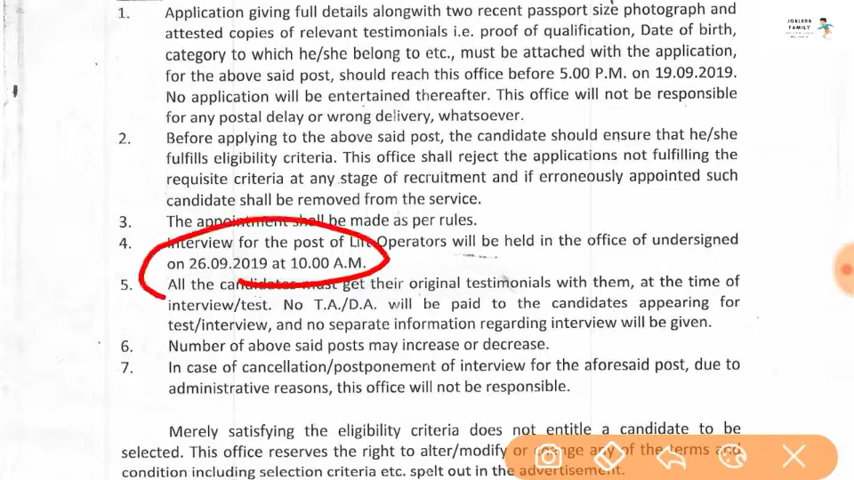 JOBLESS
FAMILY
1. Application giving full details alongwith two recent passport size photograph and
attested copies of relevant testimonials i.e. proof of qualification, Date of birth,
category to which he/she belong to etc., must be attached with the application,
for the above said post, should reach this office before 5.00 P.M. on 19.09.2019.
No application will be entertained thereafter. This office will not be responsible
for any postal delay or wrong delivery, whatsoever.
2. Before applying to the above said post, the candidate should ensure that he/she
fulfills eligibility criteria. This office shall reject the applications not fulfilling the
requisite criteria at any stage of recruitment and if erroneously appointed such
candidate shall be removed from the service.
3. The appointment shall be made as per rules.
4. Interview for the post of Lift Operators will be held in the office of undersigned
on 26.09.2019 at 10.00 A.M.
5. All the candidates must get their original testimonials with them, at the time of
interview/test. No T.A./D.A. will be paid to the candidates appearing for
test/interview, and no separate information regarding interview will be given.
6. Number of above said posts may increase or decrease.
7. In case of cancellation/postponement of interview for the aforesaid post, due to
administrative reasons, this office will not be responsible.
Merely satisfying the eligibility criteria does not entitle a candidate to be
selected. This office reserves the right to alter/modify or change any of the terms and
condition including selection criteria etc. spelt out in the advertisement.